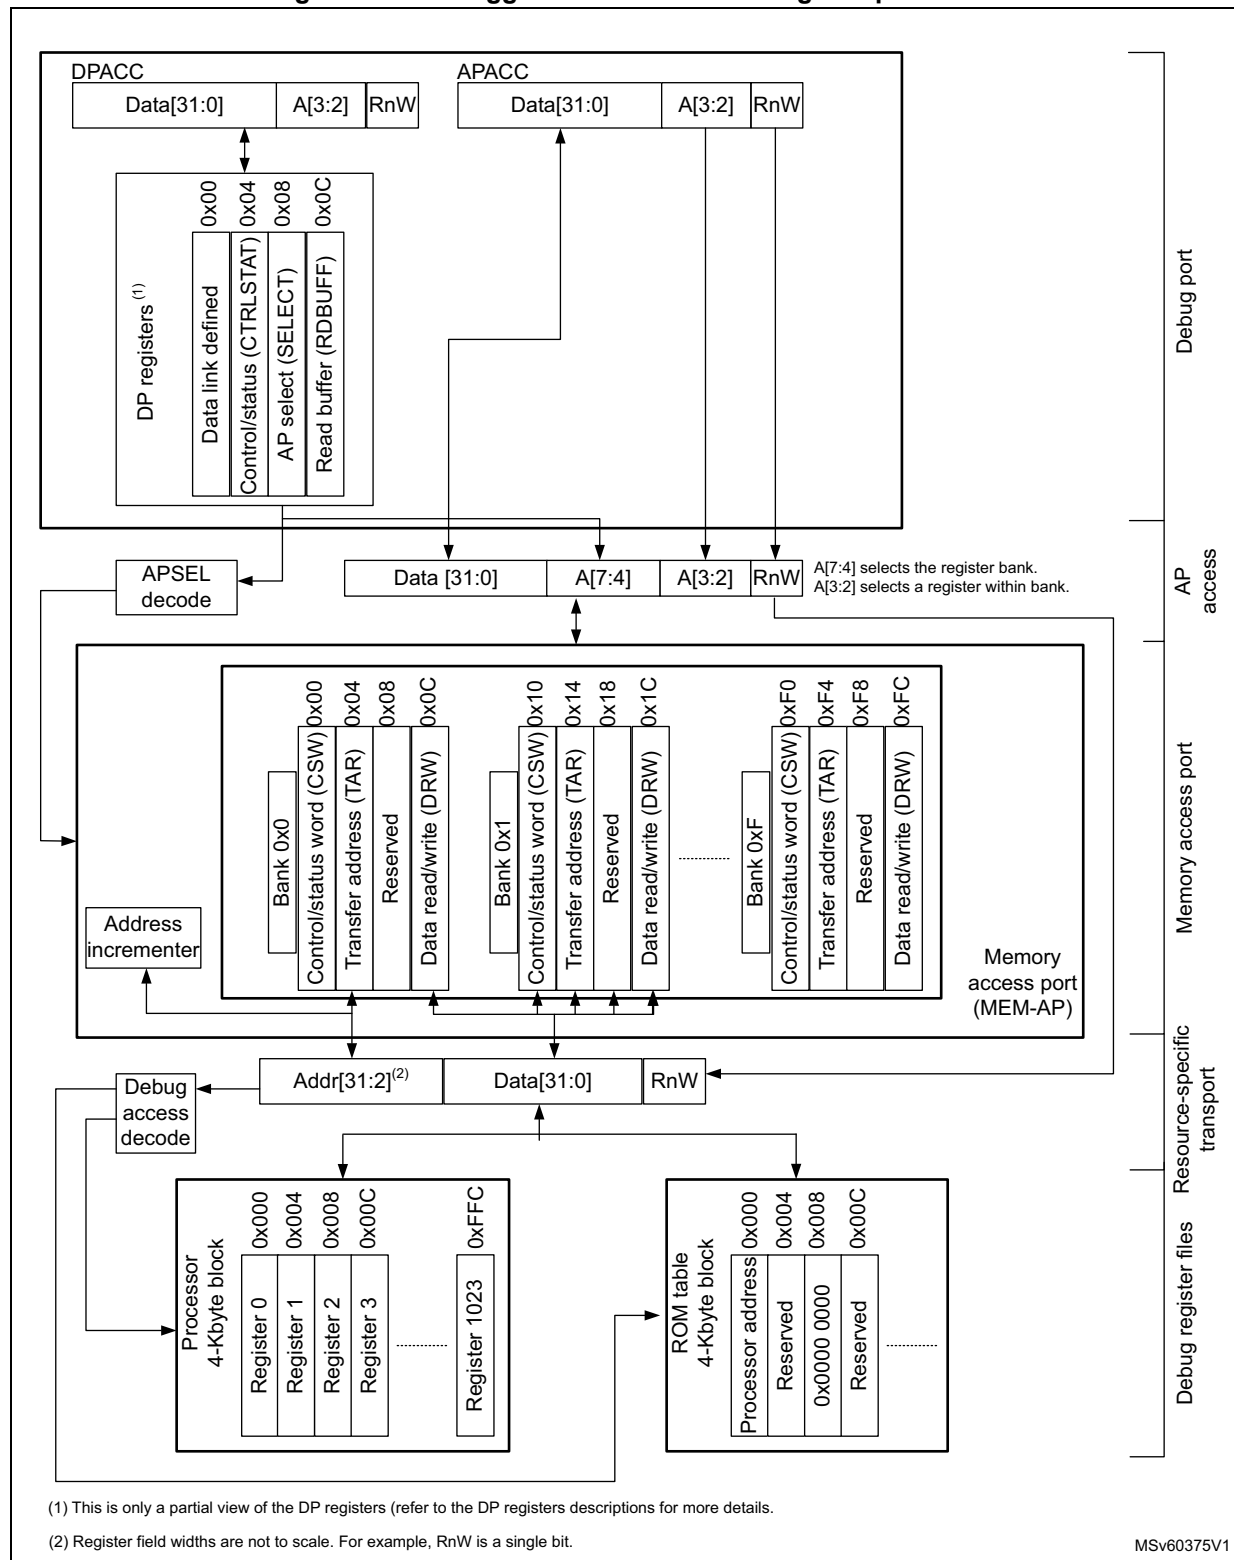 DPACC
Data[31:0] A[3:2] RnW
APACC
Data[31:0] A[3:2] RnW
DP registers (1)
0x00
0x04
0x08
0x0C
Data link defined
Control/status (CTRLSTAT)
AP select (SELECT)
Read buffer (RDBUFF)
Debug port
APSEL
decode
Data [31:0] A[7:4] A[3:2] RnW
A[7:4] selects the register bank.
A[3:2] selects a register within bank.
AP
access
Bank 0x0
0x00
0x04
0x08
0x0C
Control/status word (CSW)
Transfer address (TAR)
Reserved
Data read/write (DRW)
Bank 0x1
0x10
0x14
0x18
0x1C
Control/status word (CSW)
Transfer address (TAR)
Reserved
Data read/write (DRW)
Bank 0xF
0xF0
0xF4
0xF8
0xFC
Control/status word (CSW)
Transfer address (TAR)
Reserved
Data read/write (DRW)
Address
incrementer
Memory
access port
(MEM-AP)
Memory access port
Debug
access
decode
Addr[31:2](2) Data[31:0] RnW
Resource-specific
transport
Processor
4-Kbyte block
0x000
0x004
0x008
0x00C
0xFFC
Register 0
Register 1
Register 2
Register 3
Register 1023
ROM table
4-Kbyte block
0x000
0x004
0x008
0x00C
Processor address
Reserved
0x0000 0000
Reserved
Debug register files
(1) This is only a partial view of the DP registers (refer to the DP registers descriptions for more details.
(2) Register field widths are not to scale. For example, RnW is a single bit.
MSv60375V1